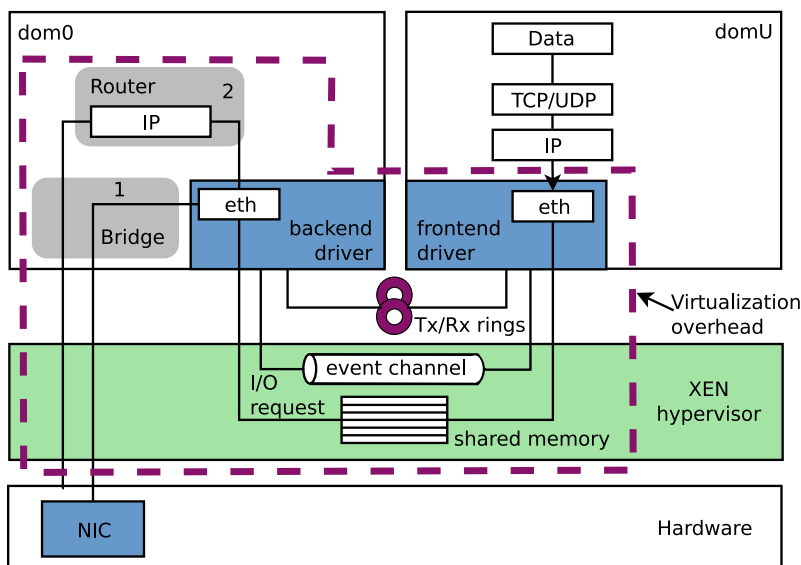 dom0
domU
Data
Router
2
TCP/UDP
IP
IP
1
Bridge
eth
backend
driver
eth
frontend
driver
Tx/Rx rings
Virtualization
overhead
event channel
I/O
request
shared memory
XEN
hypervisor
NIC
Hardware